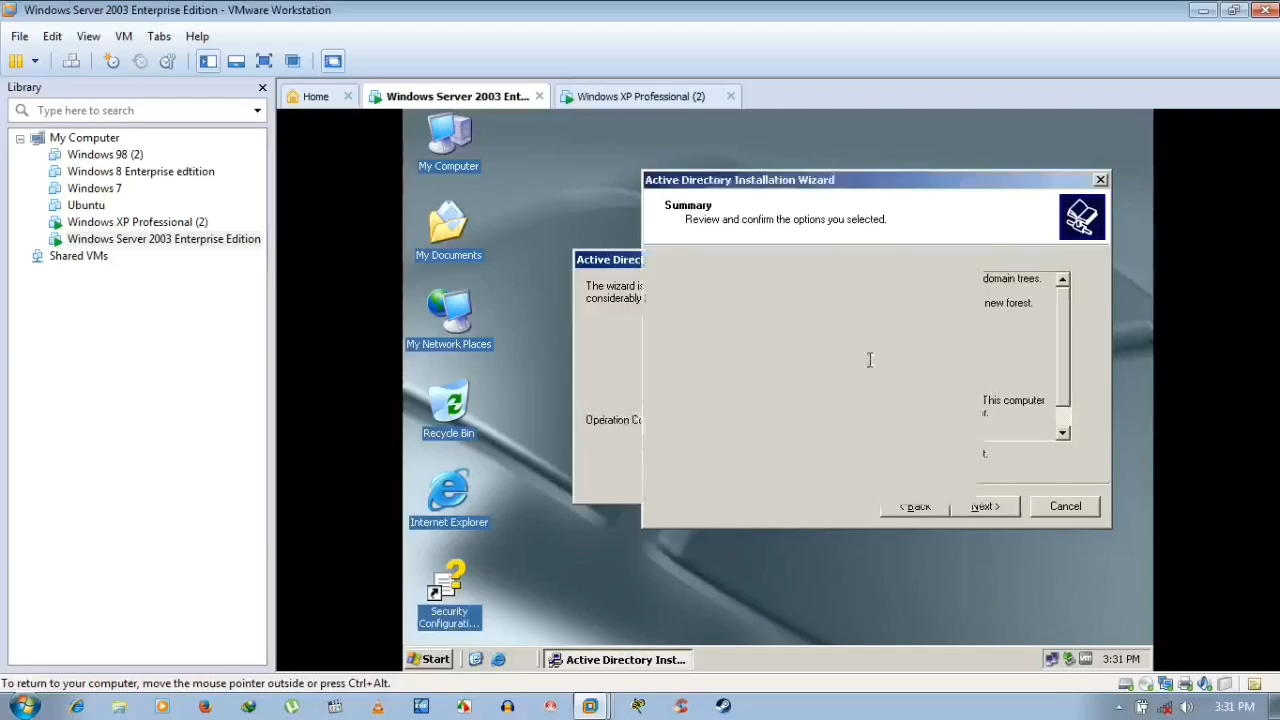 Windows Server 2003 Enterprise Edition - VMware Workstation
File Edit View VM Tabs Help
Library
Type here to search
My Computer
Windows 98 (2)
Windows 8 Enterprise edtition
Windows 7
Ubuntu
Windows XP Professional (2)
Windows Server 2003 Enterprise Edition
Shared VMs
Home
Windows Server 2003 Ent...
Windows XP Professional (2)
My Computer
My Documents
My Network Places
Recycle Bin
Internet Explorer
Security
Configurati...
Active Directory Installation Wizard
Summary
Review and confirm the options you selected.
domain trees.
new forest.
This computer
< Back Next > Cancel
Active Direc
The wizard is
considerably
Operation Co
Start
Active Directory Inst...
3:31 PM
To return to your computer, move the mouse pointer outside or press Ctrl+Alt.
3:31 PM